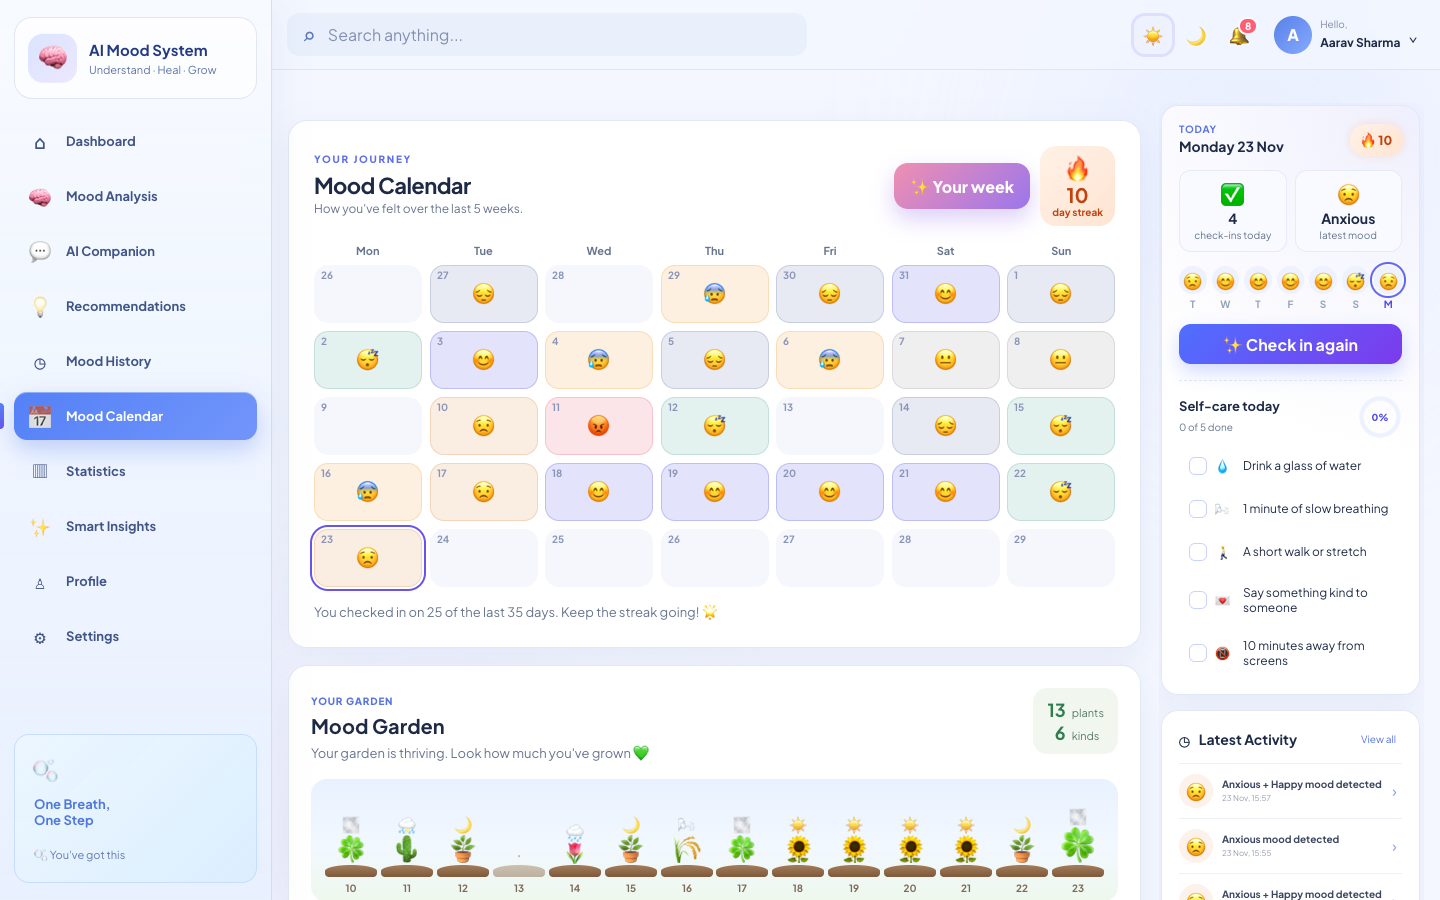 AI Mood System
Understand · Heal · Grow
Dashboard
Mood Analysis
AI Companion
Recommendations
Mood History
Mood Calendar
Statistics
Smart Insights
Profile
Settings
One Breath,
One Step
You've got this
Search anything...
8
A
Hello,
Aarav Sharma
YOUR JOURNEY
Mood Calendar
How you've felt over the last 5 weeks.
✨ Your week
🔥
10
day streak
Mon Tue Wed Thu Fri Sat Sun
26 27 28 29 30 31 1
2 3 4 5 6 7 8
9 10 11 12 13 14 15
16 17 18 19 20 21 22
23 24 25 26 27 28 29
You checked in on 25 of the last 35 days. Keep the streak going! 🌟
YOUR GARDEN
Mood Garden
Your garden is thriving. Look how much you've grown 💚
13 plants
6 kinds
10 11 12 13 14 15 16 17 18 19 20 21 22 23
TODAY
Monday 23 Nov
🔥 10
4
check-ins today
Anxious
latest mood
T W T F S S M
✨ Check in again
Self-care today
0 of 5 done
0%
Drink a glass of water
1 minute of slow breathing
A short walk or stretch
Say something kind to
someone
10 minutes away from
screens
Latest Activity
View all
Anxious + Happy mood detected
23 Nov, 15:57
Anxious mood detected
23 Nov, 15:55
Anxious + Happy mood detected